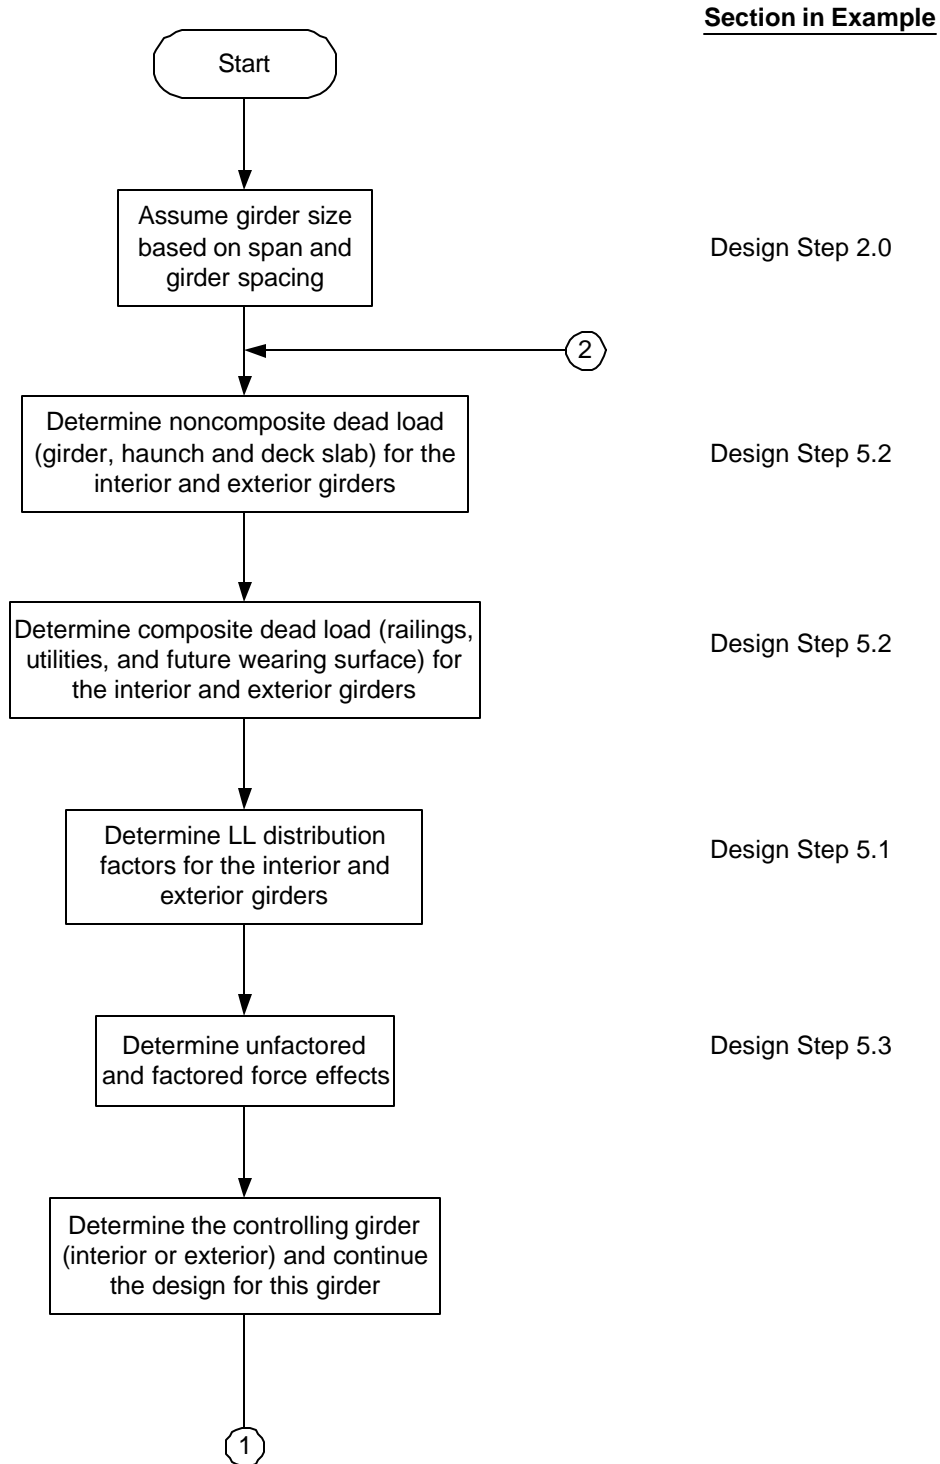 Section in Example
Start
Assume girder size
based on span and
girder spacing
Design Step 2.0
2
Determine noncomposite dead load
(girder, haunch and deck slab) for the
interior and exterior girders
Design Step 5.2
Determine composite dead load (railings,
utilities, and future wearing surface) for
the interior and exterior girders
Design Step 5.2
Determine LL distribution
factors for the interior and
exterior girders
Design Step 5.1
Determine unfactored
and factored force effects
Design Step 5.3
Determine the controlling girder
(interior or exterior) and continue
the design for this girder
1